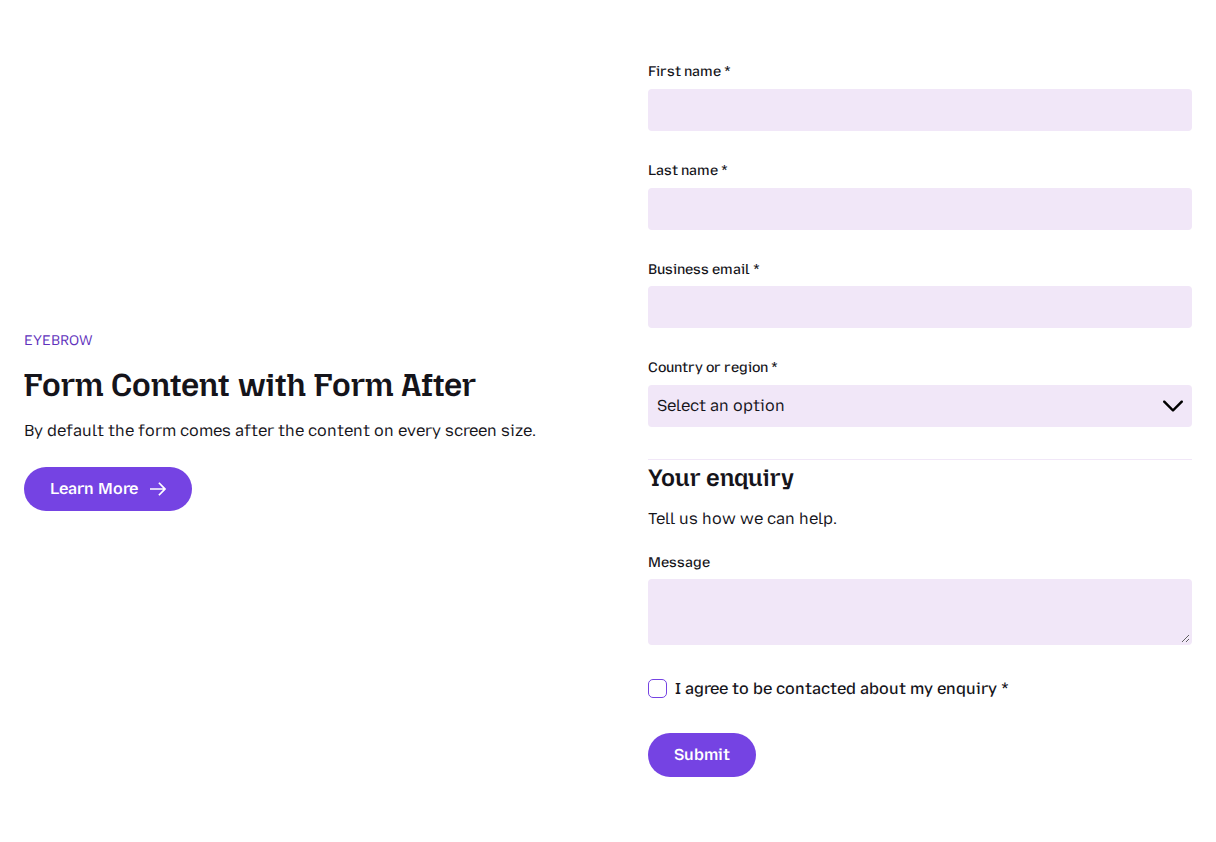 EYEBROW
Form Content with Form After
By default the form comes after the content on every screen size.
Learn More
First name *
Last name *
Business email *
Country or region *
Select an option
Your enquiry
Tell us how we can help.
Message
I agree to be contacted about my enquiry *
Submit